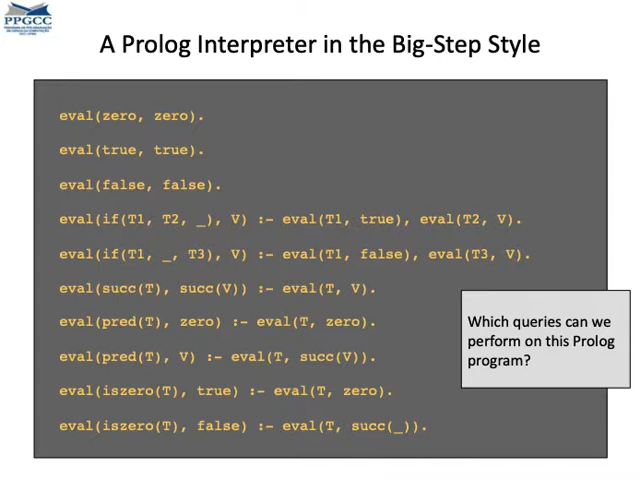 PPGCC
A Prolog Interpreter in the Big-Step Style
eval(zero, zero).
eval(true, true).
eval(false, false).
eval(if(T1, T2, _), V) :- eval(T1, true), eval(T2, V).
eval(if(T1, _, T3), V) :- eval(T1, false), eval(T3, V).
eval(succ(T), succ(V)) :- eval(T, V).
eval(pred(T), zero) :- eval(T, zero).
eval(pred(T), V) :- eval(T, succ(V)).
eval(iszero(T), true) :- eval(T, zero).
eval(iszero(T), false) :- eval(T, succ(_)).
Which queries can we
perform on this Prolog
program?